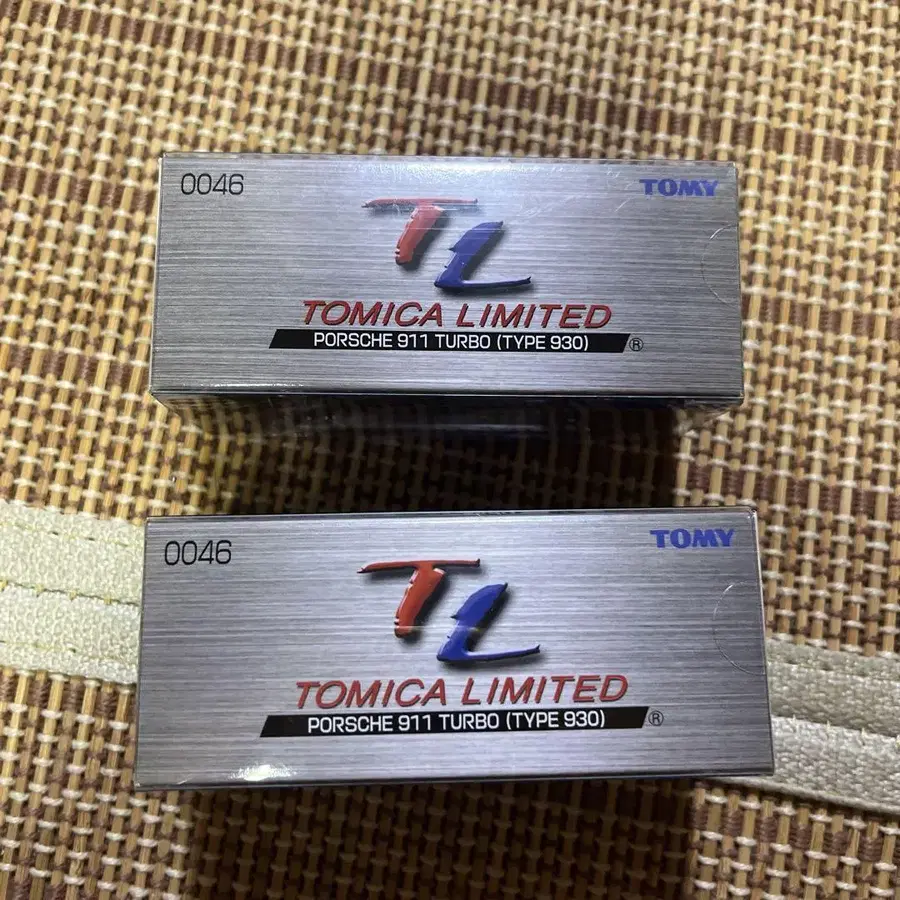 0046
TOMY
TL
TOMICA LIMITED
PORSCHE 911 TURBO (TYPE 930)
®
0046
TOMY
TL
TOMICA LIMITED
PORSCHE 911 TURBO (TYPE 930)
®